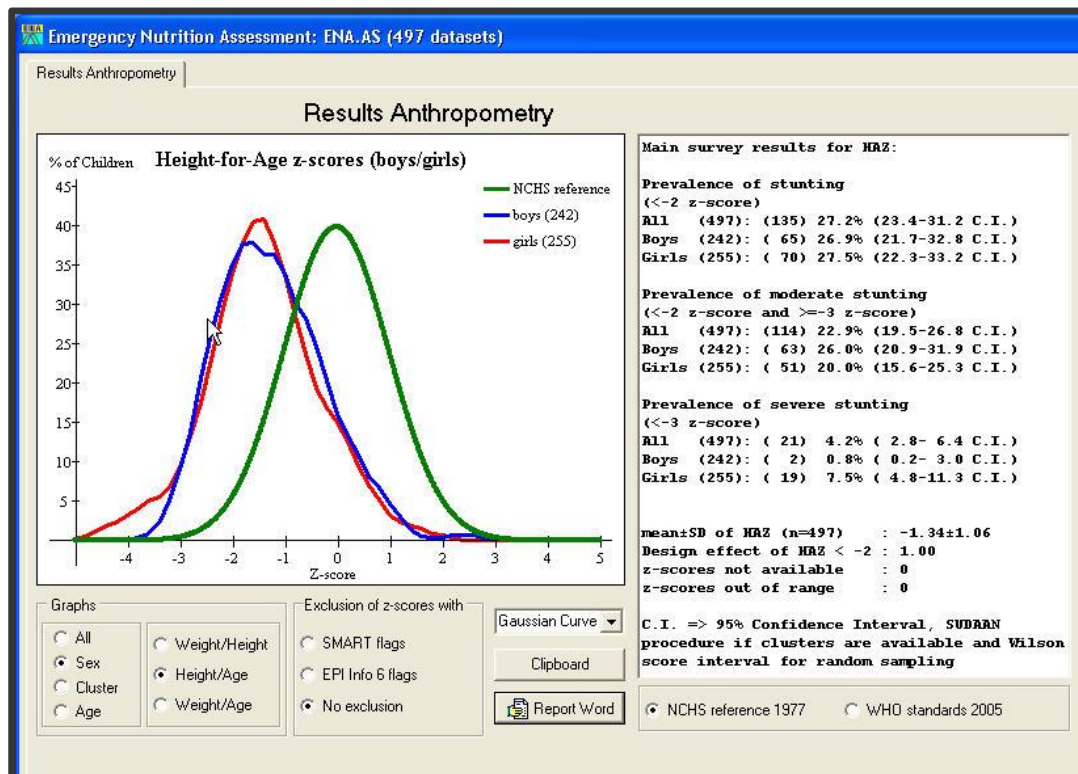 ENA
Emergency Nutrition Assessment: ENA.AS (497 datasets)
Results Anthropometry
Results Anthropometry
% of Children
Height-for-Age z-scores (boys/girls)
NCHS reference
boys (242)
girls (255)
45
40
35
30
25
20
15
10
5
-4 -3 -2 -1 0 1 2 3 4 5
Z-score
Main survey results for HAZ:
Prevalence of stunting
(<-2 z-score)
All (497): (135) 27.2% (23.4-31.2 C.I.)
Boys (242): ( 65) 26.9% (21.7-32.8 C.I.)
Girls (255): ( 70) 27.5% (22.3-33.2 C.I.)
Prevalence of moderate stunting
(<-2 z-score and >=-3 z-score)
All (497): (114) 22.9% (19.5-26.8 C.I.)
Boys (242): ( 63) 26.0% (20.9-31.9 C.I.)
Girls (255): ( 51) 20.0% (15.6-25.3 C.I.)
Prevalence of severe stunting
(<-3 z-score)
All (497): ( 21) 4.2% ( 2.8- 6.4 C.I.)
Boys (242): ( 2) 0.8% ( 0.2- 3.0 C.I.)
Girls (255): ( 19) 7.5% ( 4.8-11.3 C.I.)
mean±SD of HAZ (n=497) : -1.34±1.06
Design effect of HAZ < -2 : 1.00
z-scores not available : 0
z-scores out of range : 0
C.I. => 95% Confidence Interval, SUDAAN
procedure if clusters are available and Wilson
score interval for random sampling
Graphs
All
Sex
Cluster
Age
Weight/Height
Height/Age
Weight/Age
Exclusion of z-scores with
SMART flags
EPI Info 6 flags
No exclusion
Gaussian Curve
Clipboard
Report Word
NCHS reference 1977
WHO standards 2005